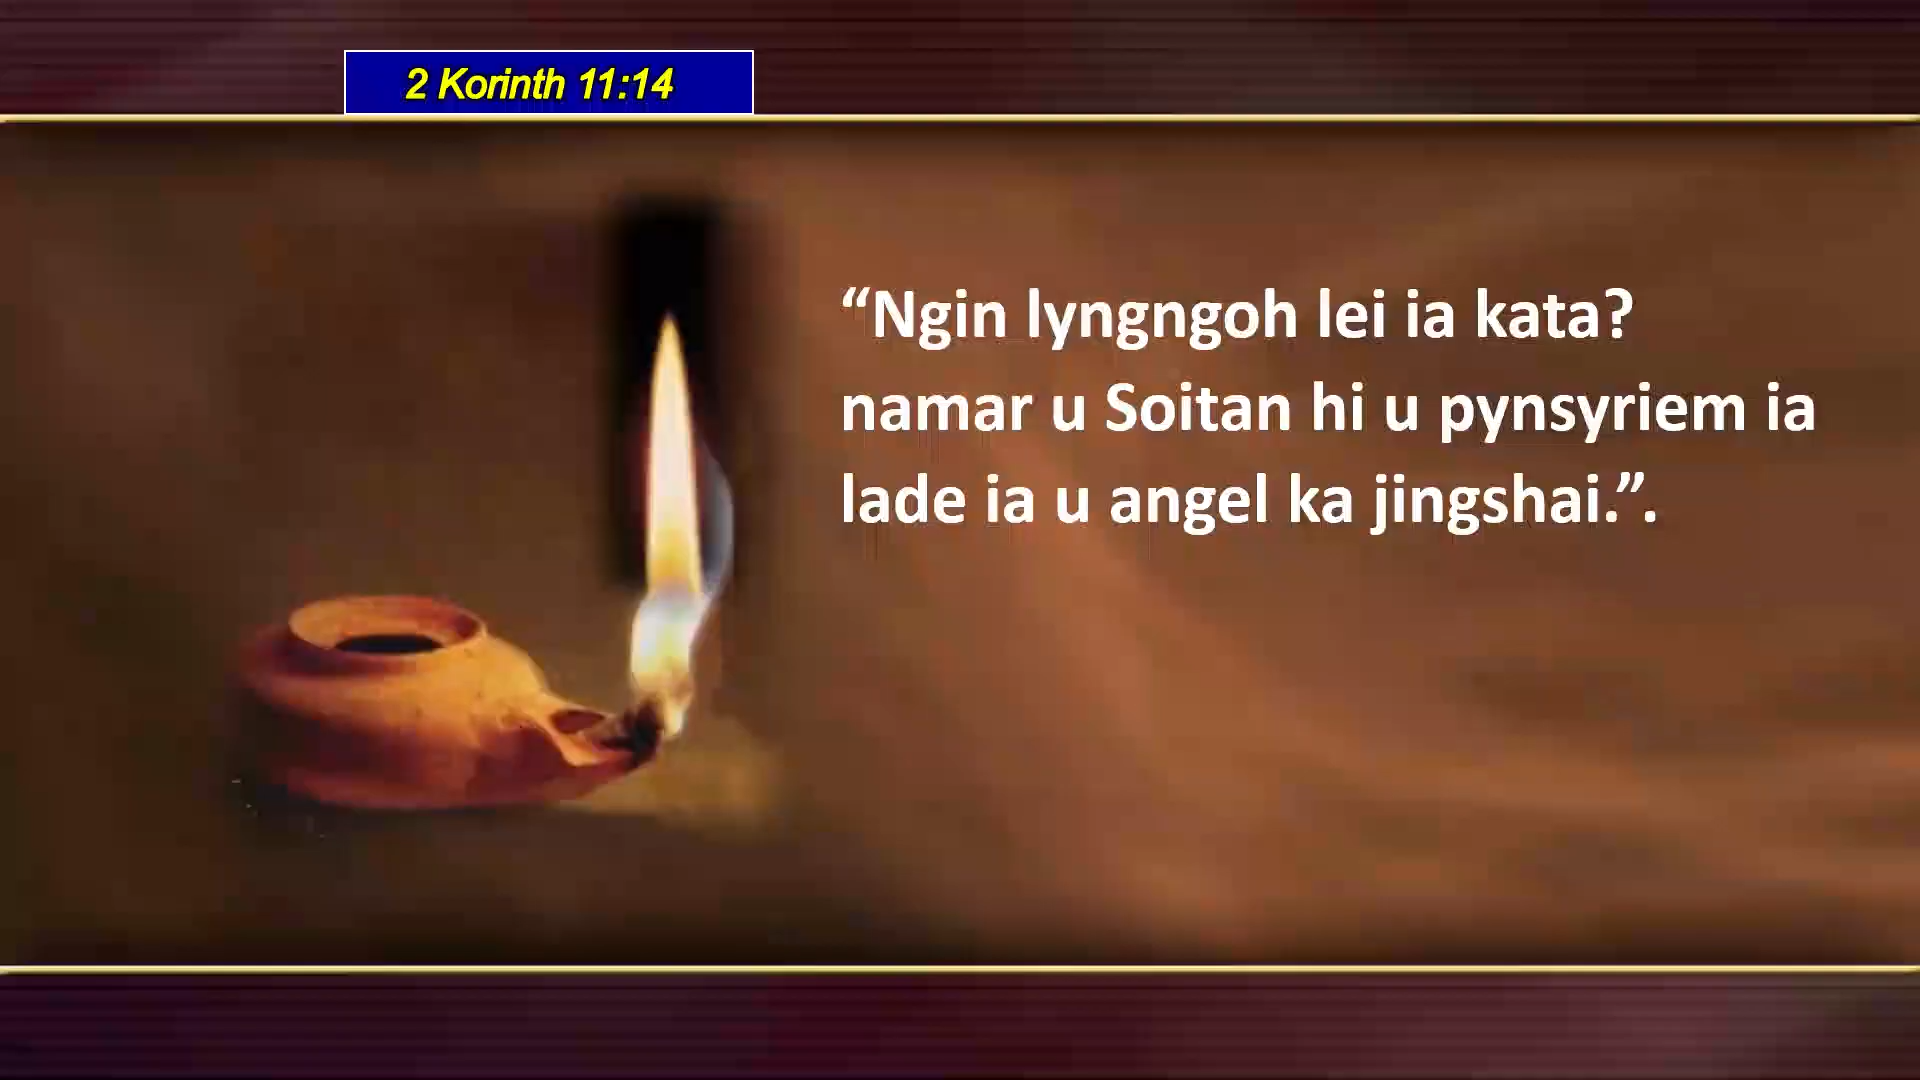 2 Korinth 11:14
“Ngin lyngngoh lei ia kata?
namar u Soitan hi u pynsyriem ia
lade ia u angel ka jingshai.”.